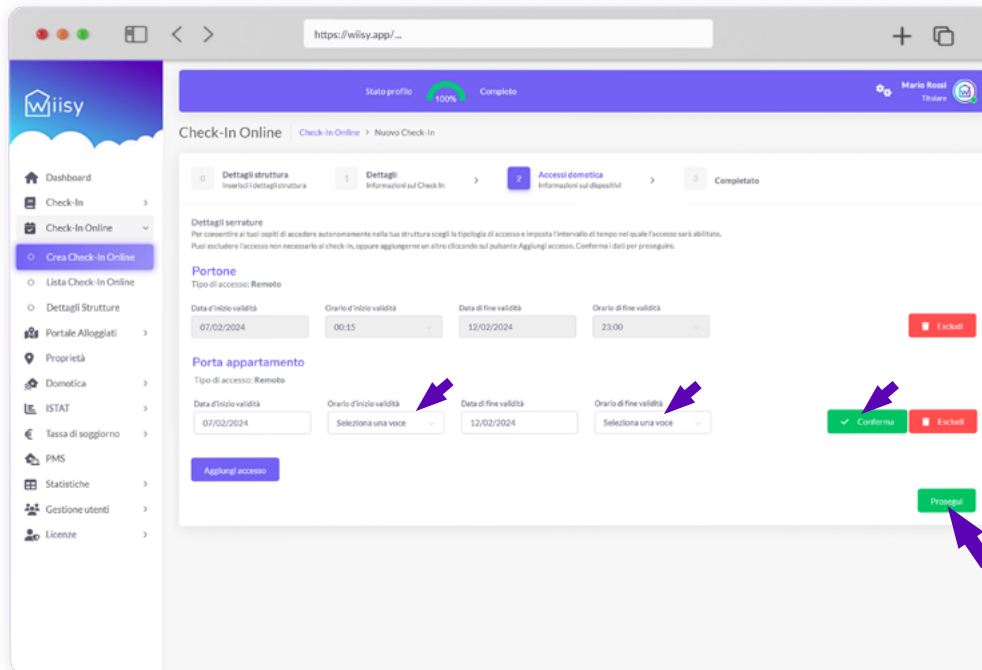 https://wiisy.app/...
wiisy
Stato profilo 100% Completo
Mario Rossi
Titolare
Check-In Online Check-In Online > Nuovo Check-In
Dashboard
Check-In
Check-In Online
Crea Check-In Online
Lista Check-In Online
Dettagli Strutture
Portale Alloggiati
Proprietà
Domotica
ISTAT
Tassa di soggiorno
PMS
Statistiche
Gestione utenti
Licenze
0 Dettagli struttura
Inserisci i dettagli struttura
1 Dettagli
Informazioni sul Check In
2 Accessi domotica
Informazioni sui dispositivi
3 Completato
Dettagli serrature
Per consentire ai tuoi ospiti di accedere autonomamente nella tua struttura scegli la tipologia di accesso e imposta l'intervallo di tempo nel quale l'accesso sarà abilitato.
Puoi escludere l'accesso non necessario al check-in, oppure aggiungerne un altro cliccando sul pulsante Aggiungi accesso. Conferma i dati per proseguire.
Portone
Tipo di accesso: Remoto
Data d'inizio validità Orario d'inizio validità Data di fine validità Orario di fine validità
07/02/2024 00:15 12/02/2024 23:00 Escludi
Porta appartamento
Tipo di accesso: Remoto
Data d'inizio validità Orario d'inizio validità Data di fine validità Orario di fine validità
07/02/2024 Seleziona una voce 12/02/2024 Seleziona una voce Conferma Escludi
Aggiungi accesso
Prosegui